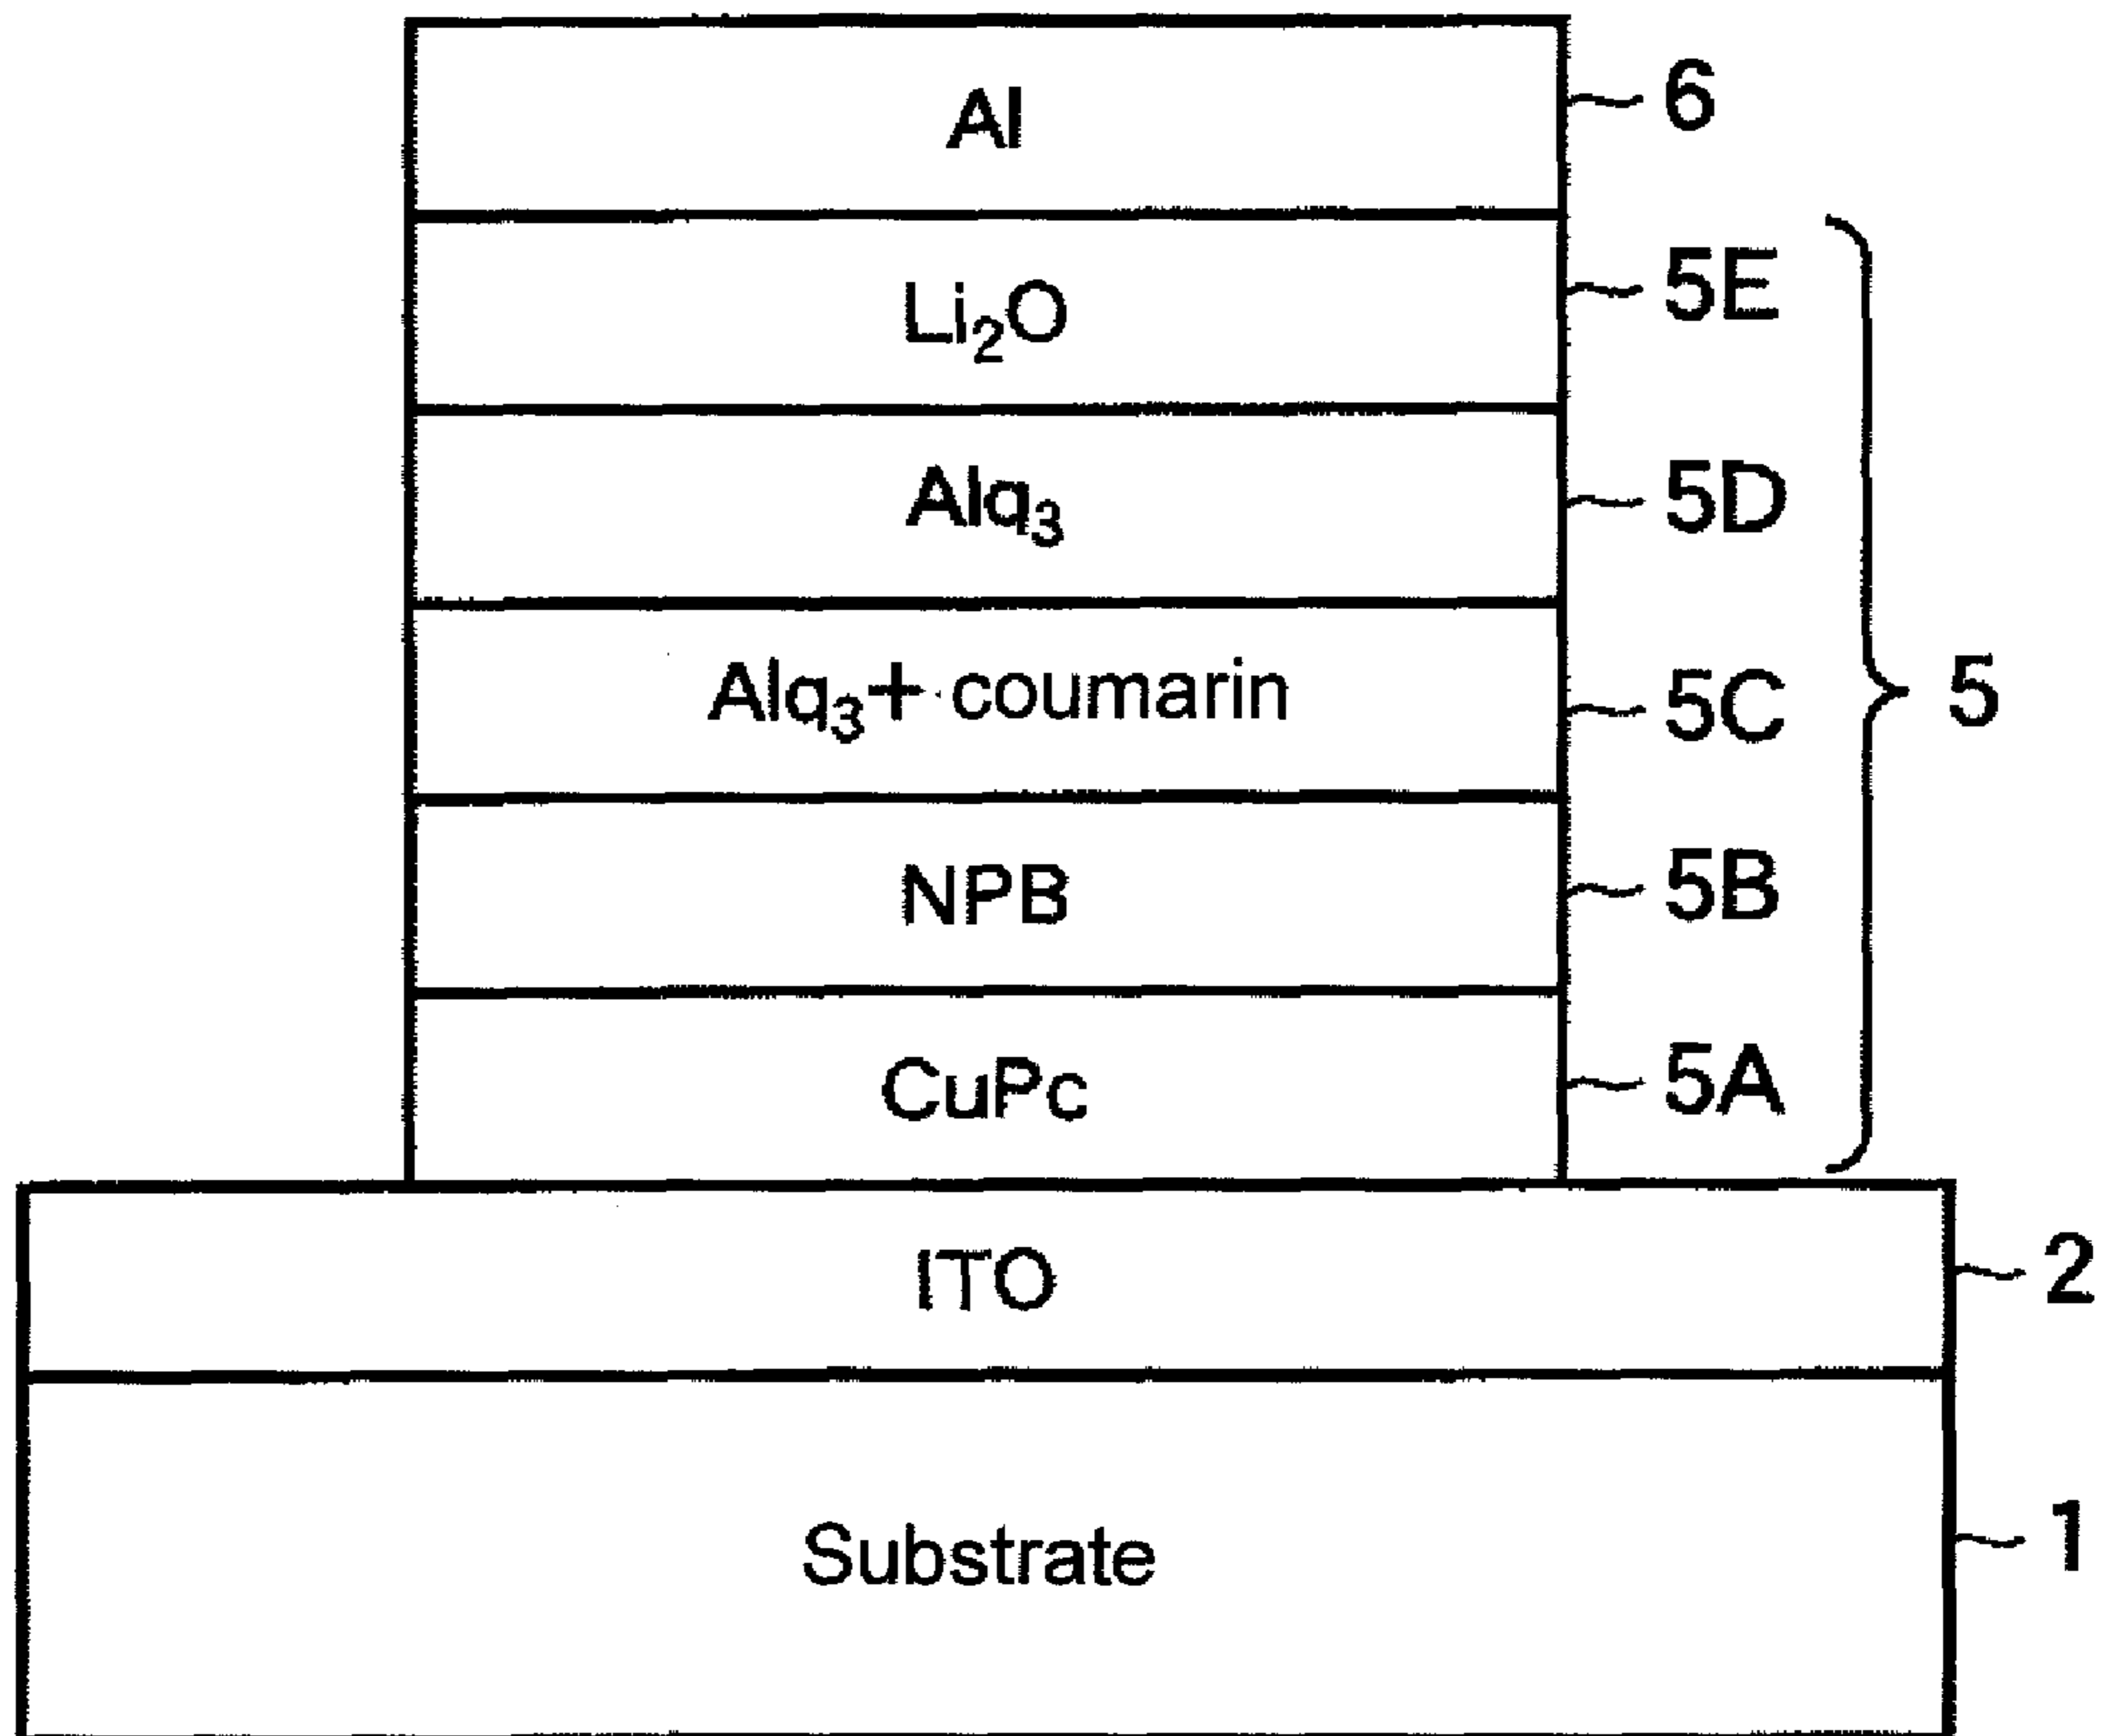 Al 6
Li₂O 5E
Alq₃ 5D
Alq₃+ coumarin 5C 5
NPB 5B
CuPc 5A
ITO 2
Substrate 1